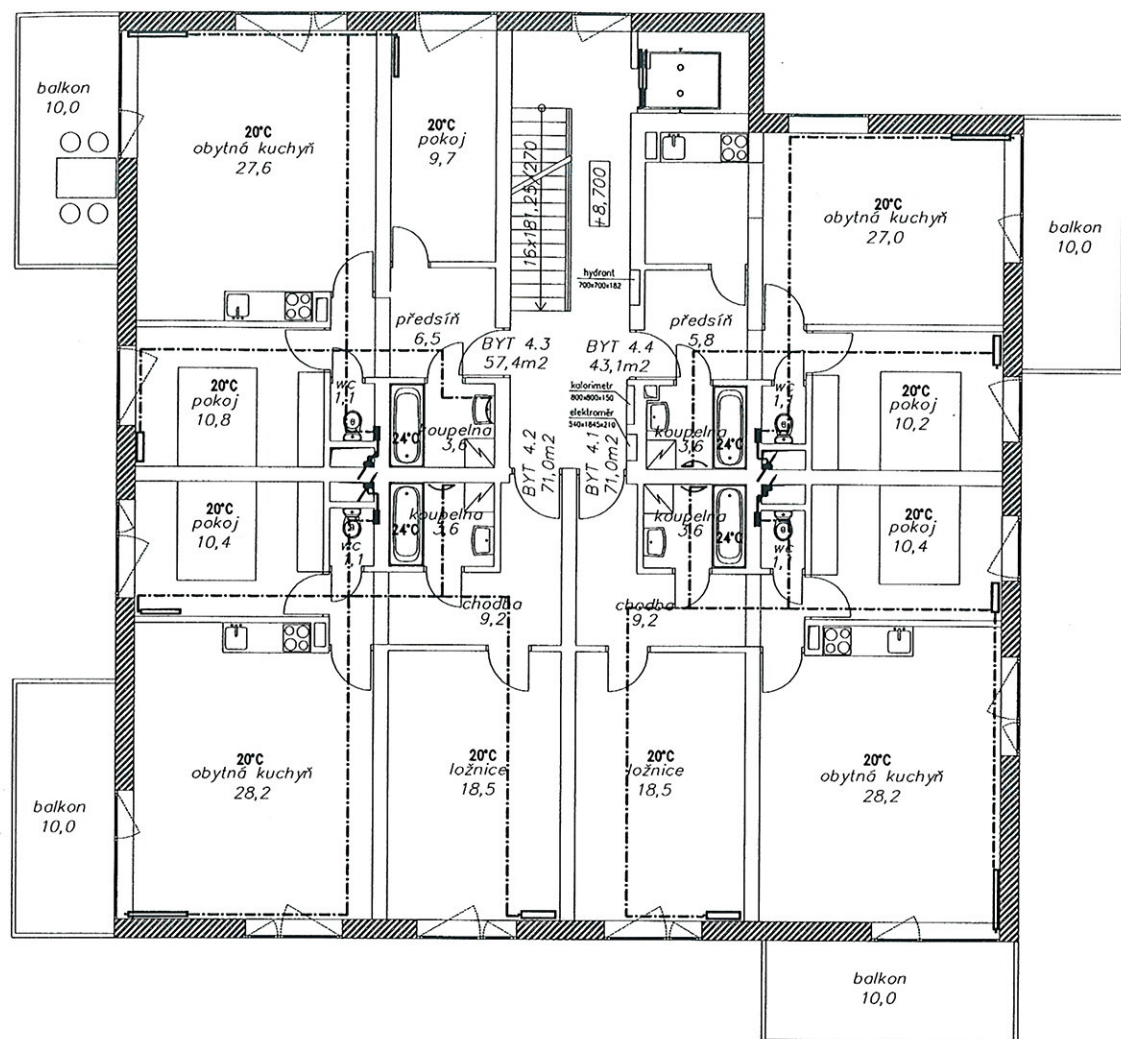 balkon
10,0
20°C
obytná kuchyň
27,6
20°C
pokoj
9,7
16x181,25x270
+8,700
20°C
obytná kuchyň
27,0
balkon
10,0
hydrant
700x700x182
předsíň
6,5
BYT 4.3
57,4m2
BYT 4.4
43,1m2
předsíň
5,8
20°C
pokoj
10,8
wc
1,1
24°C
koupelna
3,6
kalorimetr
800x800x150
elektroměr
540x1845x210
koupelna
3,6
24°C
wc
1,1
20°C
pokoj
10,2
BYT 4.2
71,0m2
BYT 4.1
71,0m2
20°C
pokoj
10,4
wc
1,1
24°C
koupelna
3,6
koupelna
3,6
24°C
wc
1,1
20°C
pokoj
10,4
chodba
9,2
chodba
9,2
balkon
10,0
20°C
obytná kuchyň
28,2
20°C
ložnice
18,5
20°C
ložnice
18,5
20°C
obytná kuchyň
28,2
balkon
10,0